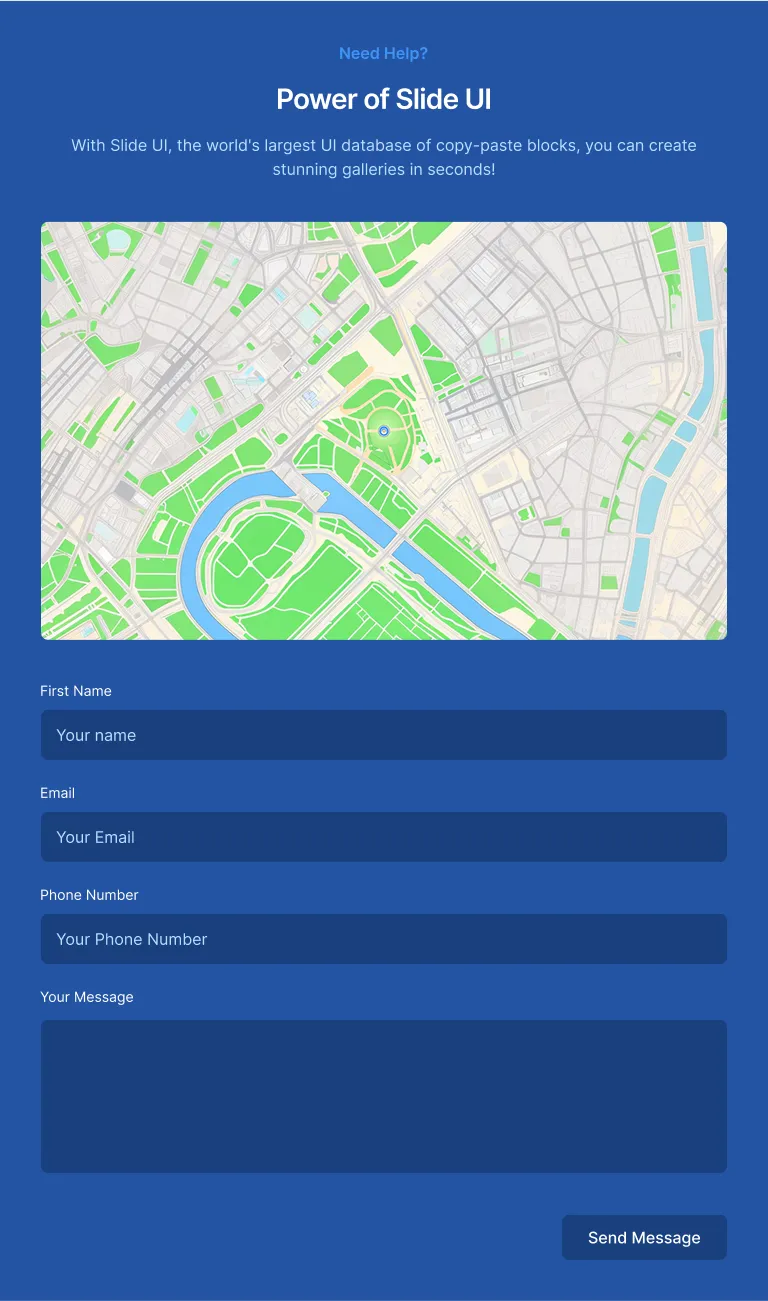 Need Help?
Power of Slide UI
With Slide UI, the world's largest UI database of copy-paste blocks, you can create
stunning galleries in seconds!
First Name
Your name
Email
Your Email
Phone Number
Your Phone Number
Your Message
Send Message